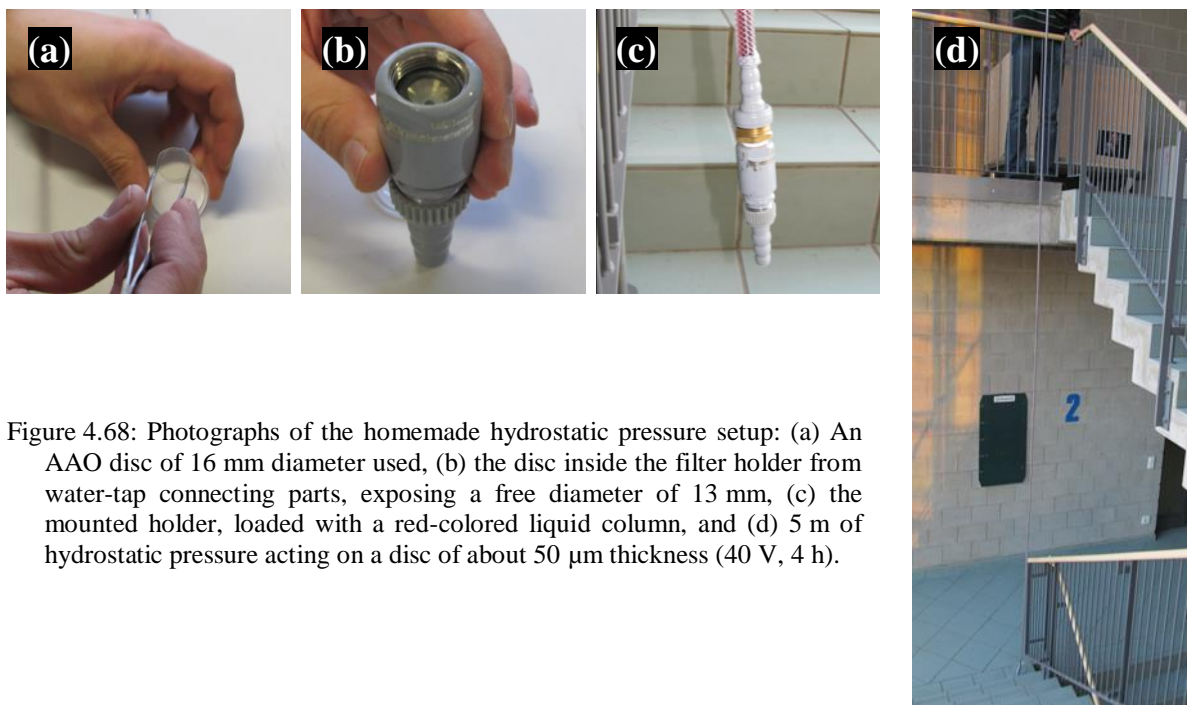 (a)
(b)
(c)
(d)
2
Figure 4.68: Photographs of the homemade hydrostatic pressure setup: (a) An
AAO disc of 16 mm diameter used, (b) the disc inside the filter holder from
water-tap connecting parts, exposing a free diameter of 13 mm, (c) the
mounted holder, loaded with a red-colored liquid column, and (d) 5 m of
hydrostatic pressure acting on a disc of about 50 µm thickness (40 V, 4 h).